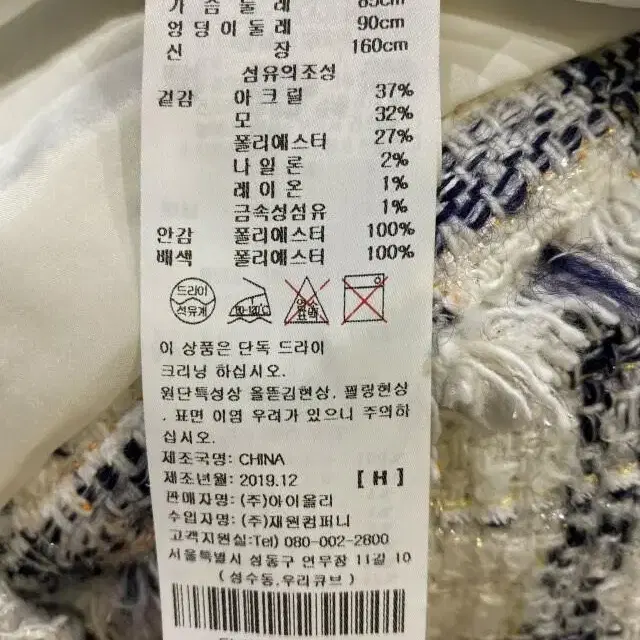 가 슴 둘 레 85cm
엉 덩 이 둘 레 90cm
신 장 160cm
섬유의조성
겉감 아 크 릴 37%
모 32%
폴리에스터 27%
나 일 론 2%
레 이 온 1%
금속성섬유 1%
안감 폴리에스터 100%
배색 폴리에스터 100%
드라이
석유계
이 상품은 단독 드라이
크리닝 하십시오.
원단특성상 올뜯김현상, 필링현상
, 표면 이염 우려가 있으니 주의하
십시오.
제조국명: CHINA
제조년월: 2019.12 [ H ]
판매자명: (주)아이올리
수입자명: (주)재원컴퍼니
고객지원실:Tel) 080-002-2800
서울특별시 성동구 연무장 11길 10
( 성수동,우리큐브 )